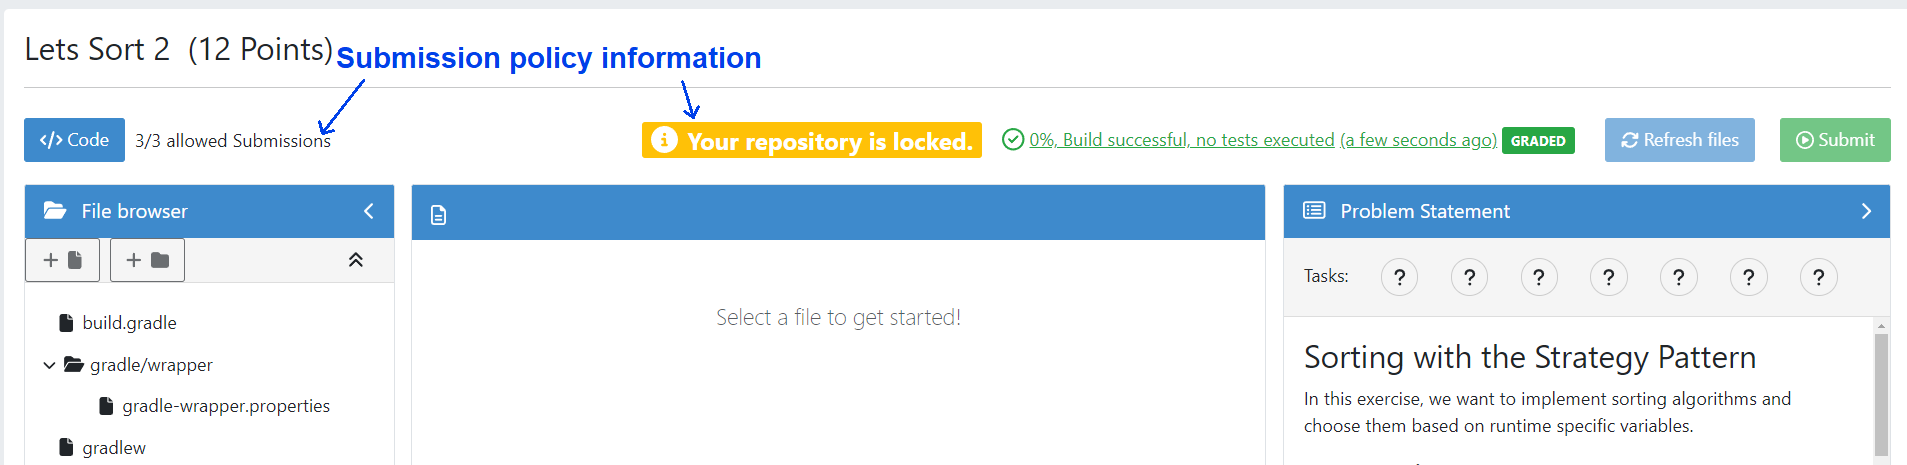 Lets Sort 2  (12 Points)
Submission policy information
</> Code
3/3 allowed Submissions
Your repository is locked.
0%, Build successful, no tests executed (a few seconds ago) GRADED
Refresh files
Submit
File browser
Problem Statement
Tasks: ? ? ? ? ? ? ?
build.gradle
gradle/wrapper
gradle-wrapper.properties
gradlew
Select a file to get started!
Sorting with the Strategy Pattern
In this exercise, we want to implement sorting algorithms and
choose them based on runtime specific variables.